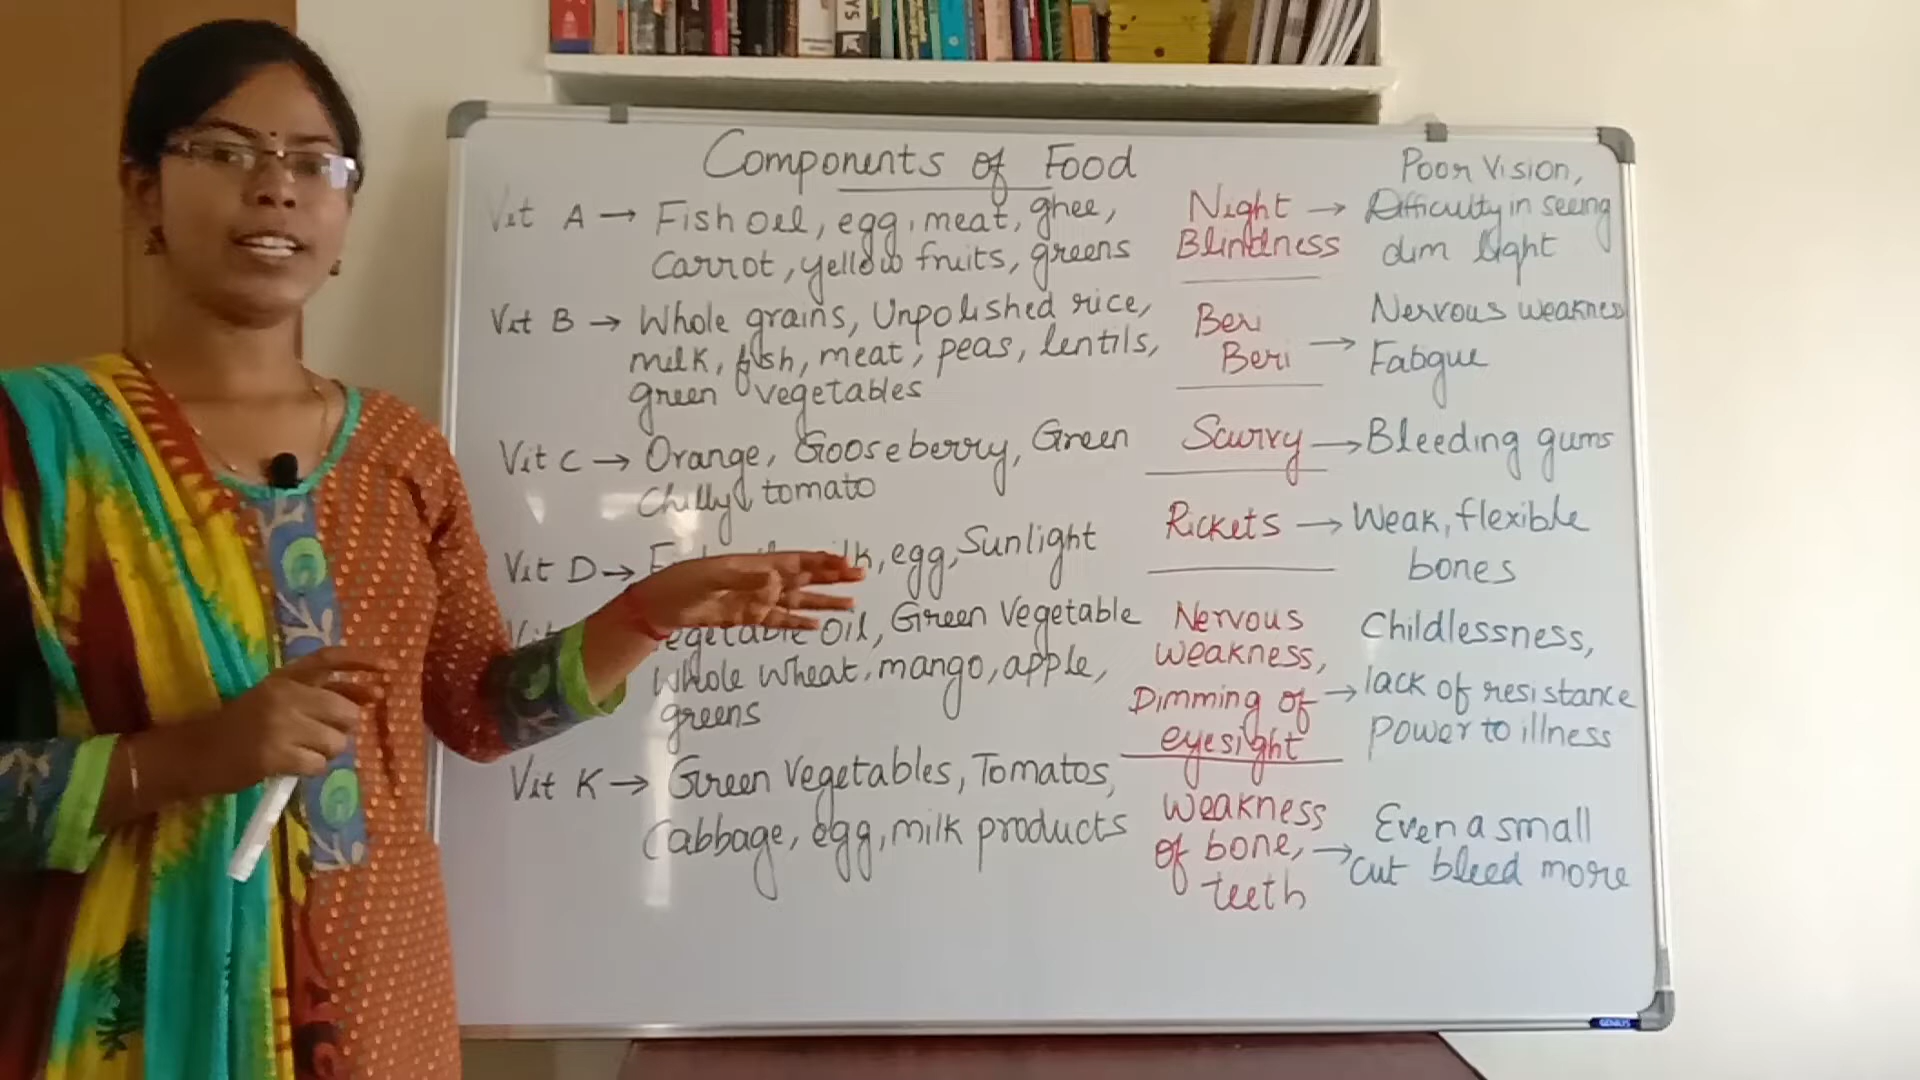 Components of Food
Vit A → Fish oil, egg, meat, ghee,
carrot, yellow fruits, greens
Night
Blindness →
Poor Vision,
Difficulty in seeing
dim light
Vit B → Whole grains, Unpolished rice,
milk, fish, meat, peas, lentils,
green vegetables
Beri
Beri →
Nervous weakness
Fatigue
Vit C → Orange, Gooseberry, Green
Chilly, tomato
Scurvy → Bleeding gums
Vit D → egg, Sunlight
Rickets → Weak, flexible
bones
Vit Oil, Green Vegetable
Whole wheat, mango, apple,
greens
Nervous
weakness,
Dimming of →
eyesight
Childlessness,
lack of resistance
power to illness
Vit K → Green Vegetables, Tomatos,
Cabbage, egg, milk products
Weakness
of bone, →
teeth
Even a small
cut bleed more